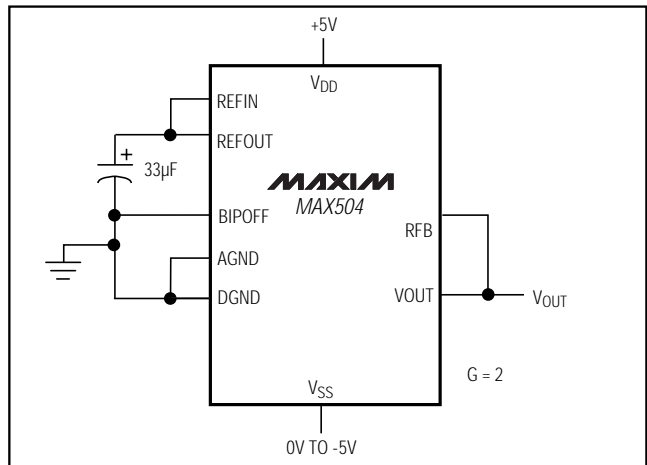 +5V
VDD
REFIN
REFOUT
+
33µF
MAXIM
MAX504
BIPOFF
RFB
AGND
DGND
VOUT
VOUT
G = 2
VSS
0V TO -5V